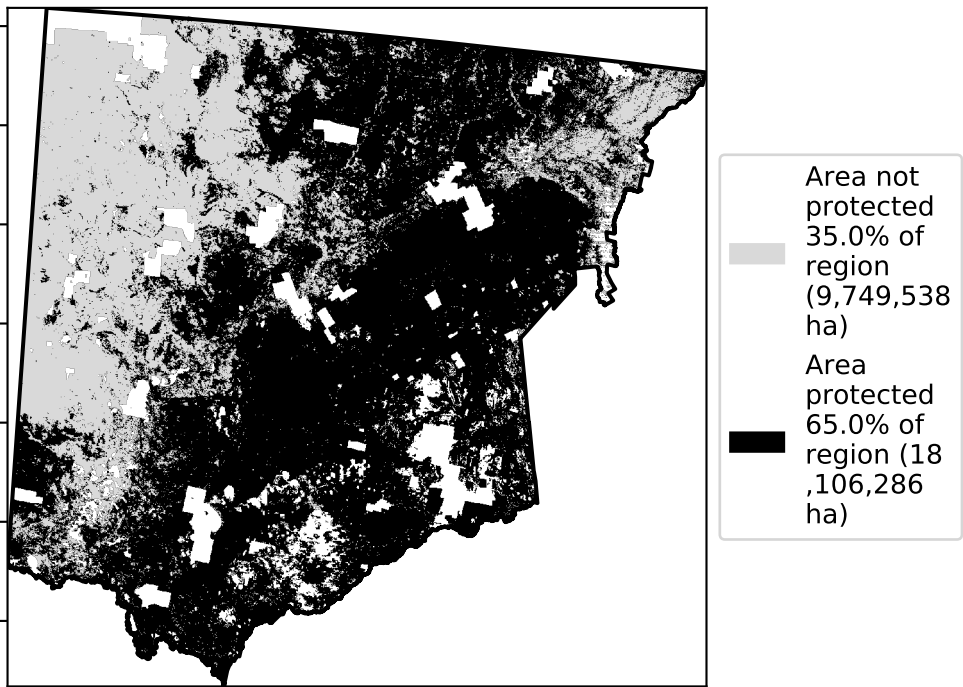 Area not
protected
35.0% of
region
(9,749,538
ha)
Area
protected
65.0% of
region (18
,106,286
ha)